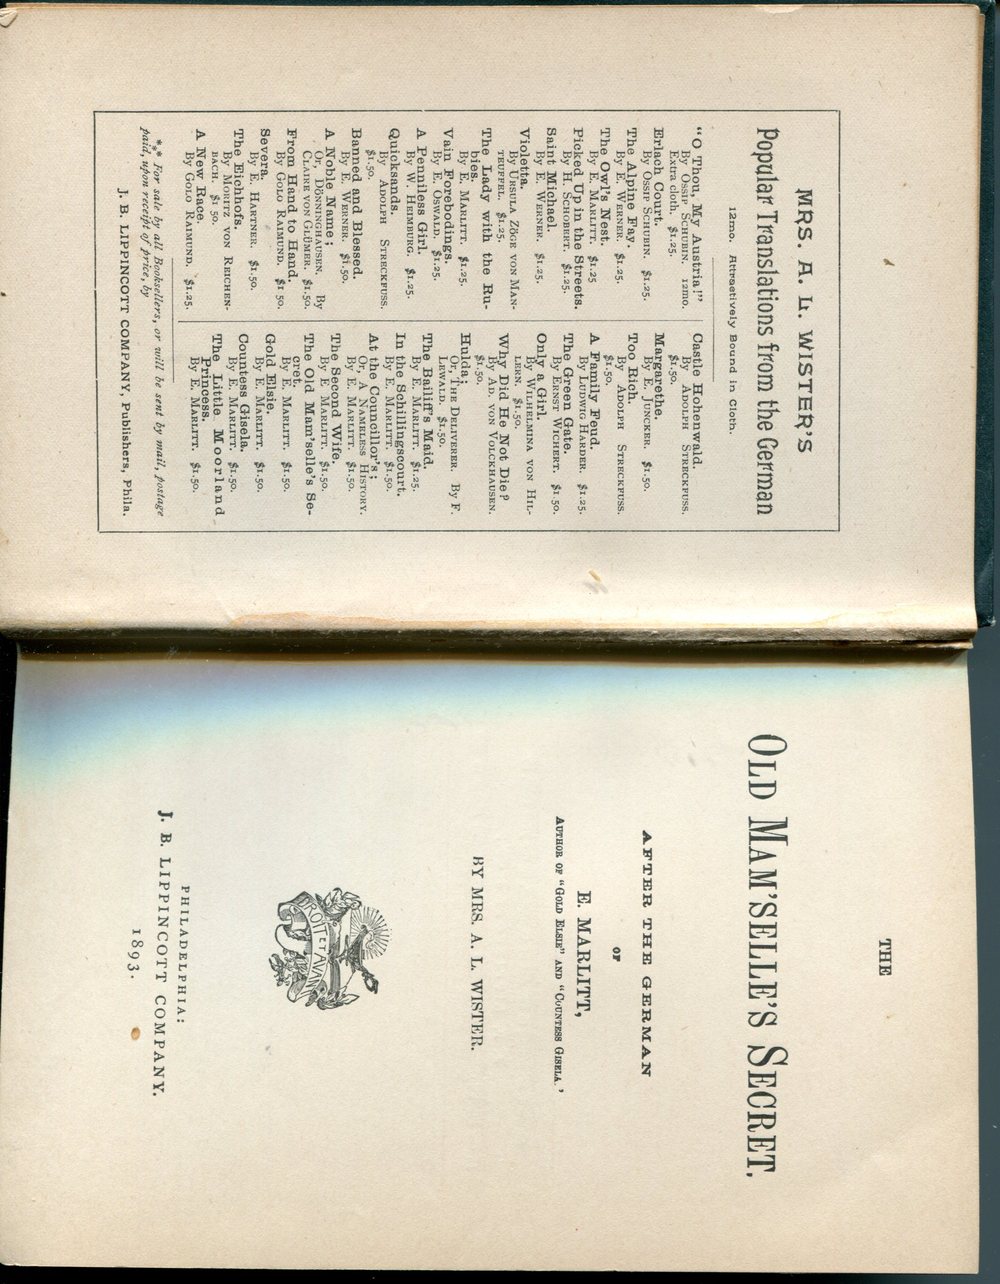 MRS. A. L. WISTER'S
Popular Translations from the German
12mo. Attractively Bound in Cloth.
"O Thou, My Austria!"
By Ossip Schubin. 12mo.
Extra cloth. $1.25.
Erlach Court.
By Ossip Schubin. $1.25.
The Alpine Fay.
By E. Werner. $1.25.
The Owl's Nest.
By E. Marlitt. $1.25
Picked Up in the Streets.
By H. Schobert. $1.25.
Saint Michael.
By E. Werner. $1.25.
Violetta.
By Ursula Zöge von Man-
teuffel. $1.25.
The Lady with the Ru-
bies.
By E. Marlitt. $1.25.
Vain Forebodings.
By E. Oswald. $1.25.
A Penniless Girl.
By W. Heimburg. $1.25.
Quicksands.
By Adolph Streckfuss.
$1.50.
Banned and Blessed.
By E. Werner. $1.50.
A Noble Name;
Or, Dönninghausen. By
Claire von Glümer. $1.50.
From Hand to Hand.
By Golo Raimund. $1 50.
Severa.
By E. Hartner. $1.50.
The Eichhofs.
By Moritz von Reichen-
bach. $1 50.
A New Race.
By Golo Raimund. $1.25.
Castle Hohenwald.
By Adolph Streckfuss.
$1.50.
Margarethe.
By E. Juncker. $1.50.
Too Rich.
By Adolph Streckfuss.
$1.50.
A Family Feud.
By Ludwig Harder. $1.25.
The Green Gate.
By Ernst Wichert. $1.50.
Only a Girl.
By Wilhelmina von Hil-
lern. $1.50.
Why Did He Not Die?
By Ad. von Volckhausen.
$1.50.
Hulda;
Or, The Deliverer. By F.
Lewald. $1.50.
The Bailiff's Maid.
By E. Marlitt. $1.25.
In the Schillingscourt.
By E. Marlitt. $1.50.
At the Councillor's;
Or, A Nameless History.
By E. Marlitt. $1.50.
The Second Wife.
By E. Marlitt. $1.50.
The Old Mam'selle's Se-
cret.
By E. Marlitt. $1.50.
Gold Elsie.
By E. Marlitt. $1.50.
Countess Gisela.
By E. Marlitt. $1.50.
The Little Moorland
Princess.
By E. Marlitt. $1.50.
*** For sale by all Booksellers, or will be sent by mail, postage
paid, upon receipt of price, by
J. B. LIPPINCOTT COMPANY, Publishers, Phila.
THE
OLD MAM'SELLE'S SECRET.
AFTER THE GERMAN
OF
E. MARLITT,
AUTHOR OF "GOLD ELSIE" AND "COUNTESS GISELA."
BY MRS. A. L. WISTER.
DROIT ET AVANT
PHILADELPHIA:
J. B. LIPPINCOTT COMPANY.
1893.